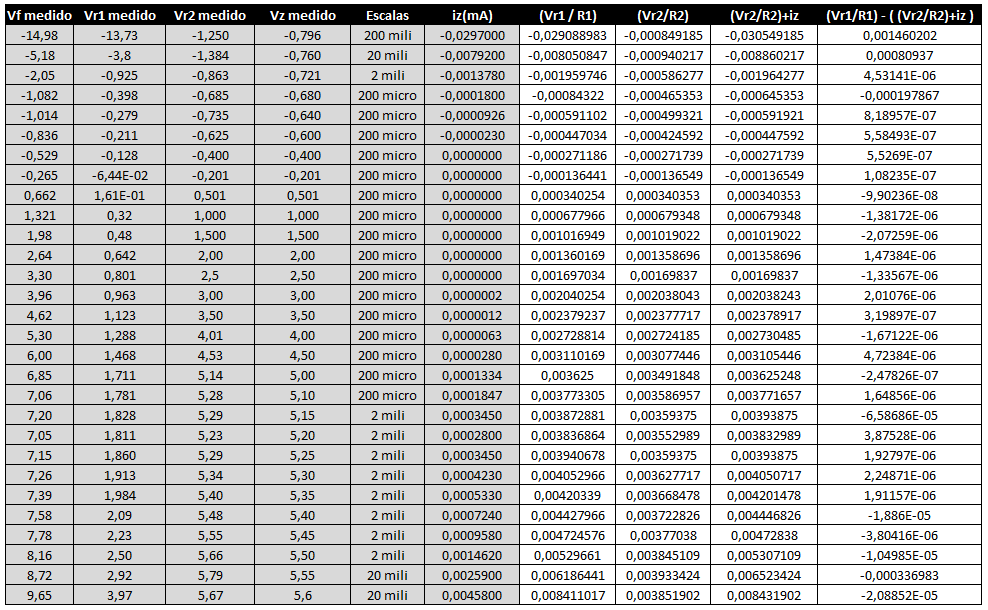 Vf medido Vr1 medido Vr2 medido Vz medido Escalas iz(mA) (Vr1 / R1) (Vr2/R2) (Vr2/R2)+iz (Vr1/R1) - ( (Vr2/R2)+iz )
-14,98 -13,73 -1,250 -0,796 200 mili -0,0297000 -0,029088983 -0,000849185 -0,030549185 0,001460202
-5,18 -3,8 -1,384 -0,760 20 mili -0,0079200 -0,008050847 -0,000940217 -0,008860217 0,00080937
-2,05 -0,925 -0,863 -0,721 2 mili -0,0013780 -0,001959746 -0,000586277 -0,001964277 4,53141E-06
-1,082 -0,398 -0,685 -0,680 200 micro -0,0001800 -0,00084322 -0,000465353 -0,000645353 -0,000197867
-1,014 -0,279 -0,735 -0,640 200 micro -0,0000926 -0,000591102 -0,000499321 -0,000591921 8,18957E-07
-0,836 -0,211 -0,625 -0,600 200 micro -0,0000230 -0,000447034 -0,000424592 -0,000447592 5,58493E-07
-0,529 -0,128 -0,400 -0,400 200 micro 0,0000000 -0,000271186 -0,000271739 -0,000271739 5,5269E-07
-0,265 -6,44E-02 -0,201 -0,201 200 micro 0,0000000 -0,000136441 -0,000136549 -0,000136549 1,08235E-07
0,662 1,61E-01 0,501 0,501 200 micro 0,0000000 0,000340254 0,000340353 0,000340353 -9,90236E-08
1,321 0,32 1,000 1,000 200 micro 0,0000000 0,000677966 0,000679348 0,000679348 -1,38172E-06
1,98 0,48 1,500 1,500 200 micro 0,0000000 0,001016949 0,001019022 0,001019022 -2,07259E-06
2,64 0,642 2,00 2,00 200 micro 0,0000000 0,001360169 0,001358696 0,001358696 1,47384E-06
3,30 0,801 2,5 2,50 200 micro 0,0000000 0,001697034 0,00169837 0,00169837 -1,33567E-06
3,96 0,963 3,00 3,00 200 micro 0,0000002 0,002040254 0,002038043 0,002038243 2,01076E-06
4,62 1,123 3,50 3,50 200 micro 0,0000012 0,002379237 0,002377717 0,002378917 3,19897E-07
5,30 1,288 4,01 4,00 200 micro 0,0000063 0,002728814 0,002724185 0,002730485 -1,67122E-06
6,00 1,468 4,53 4,50 200 micro 0,0000280 0,003110169 0,003077446 0,003105446 4,72384E-06
6,85 1,711 5,14 5,00 200 micro 0,0001334 0,003625 0,003491848 0,003625248 -2,47826E-07
7,06 1,781 5,28 5,10 200 micro 0,0001847 0,003773305 0,003586957 0,003771657 1,64856E-06
7,20 1,828 5,29 5,15 2 mili 0,0003450 0,003872881 0,00359375 0,00393875 -6,58686E-05
7,05 1,811 5,23 5,20 2 mili 0,0002800 0,003836864 0,003552989 0,003832989 3,87528E-06
7,15 1,860 5,29 5,25 2 mili 0,0003450 0,003940678 0,00359375 0,00393875 1,92797E-06
7,26 1,913 5,34 5,30 2 mili 0,0004230 0,004052966 0,003627717 0,004050717 2,24871E-06
7,39 1,984 5,40 5,35 2 mili 0,0005330 0,00420339 0,003668478 0,004201478 1,91157E-06
7,58 2,09 5,48 5,40 2 mili 0,0007240 0,004427966 0,003722826 0,004446826 -1,886E-05
7,78 2,23 5,55 5,45 2 mili 0,0009580 0,004724576 0,00377038 0,00472838 -3,80416E-06
8,16 2,50 5,66 5,50 2 mili 0,0014620 0,00529661 0,003845109 0,005307109 -1,04985E-05
8,72 2,92 5,79 5,55 20 mili 0,0025900 0,006186441 0,003933424 0,006523424 -0,000336983
9,65 3,97 5,67 5,6 20 mili 0,0045800 0,008411017 0,003851902 0,008431902 -2,08852E-05